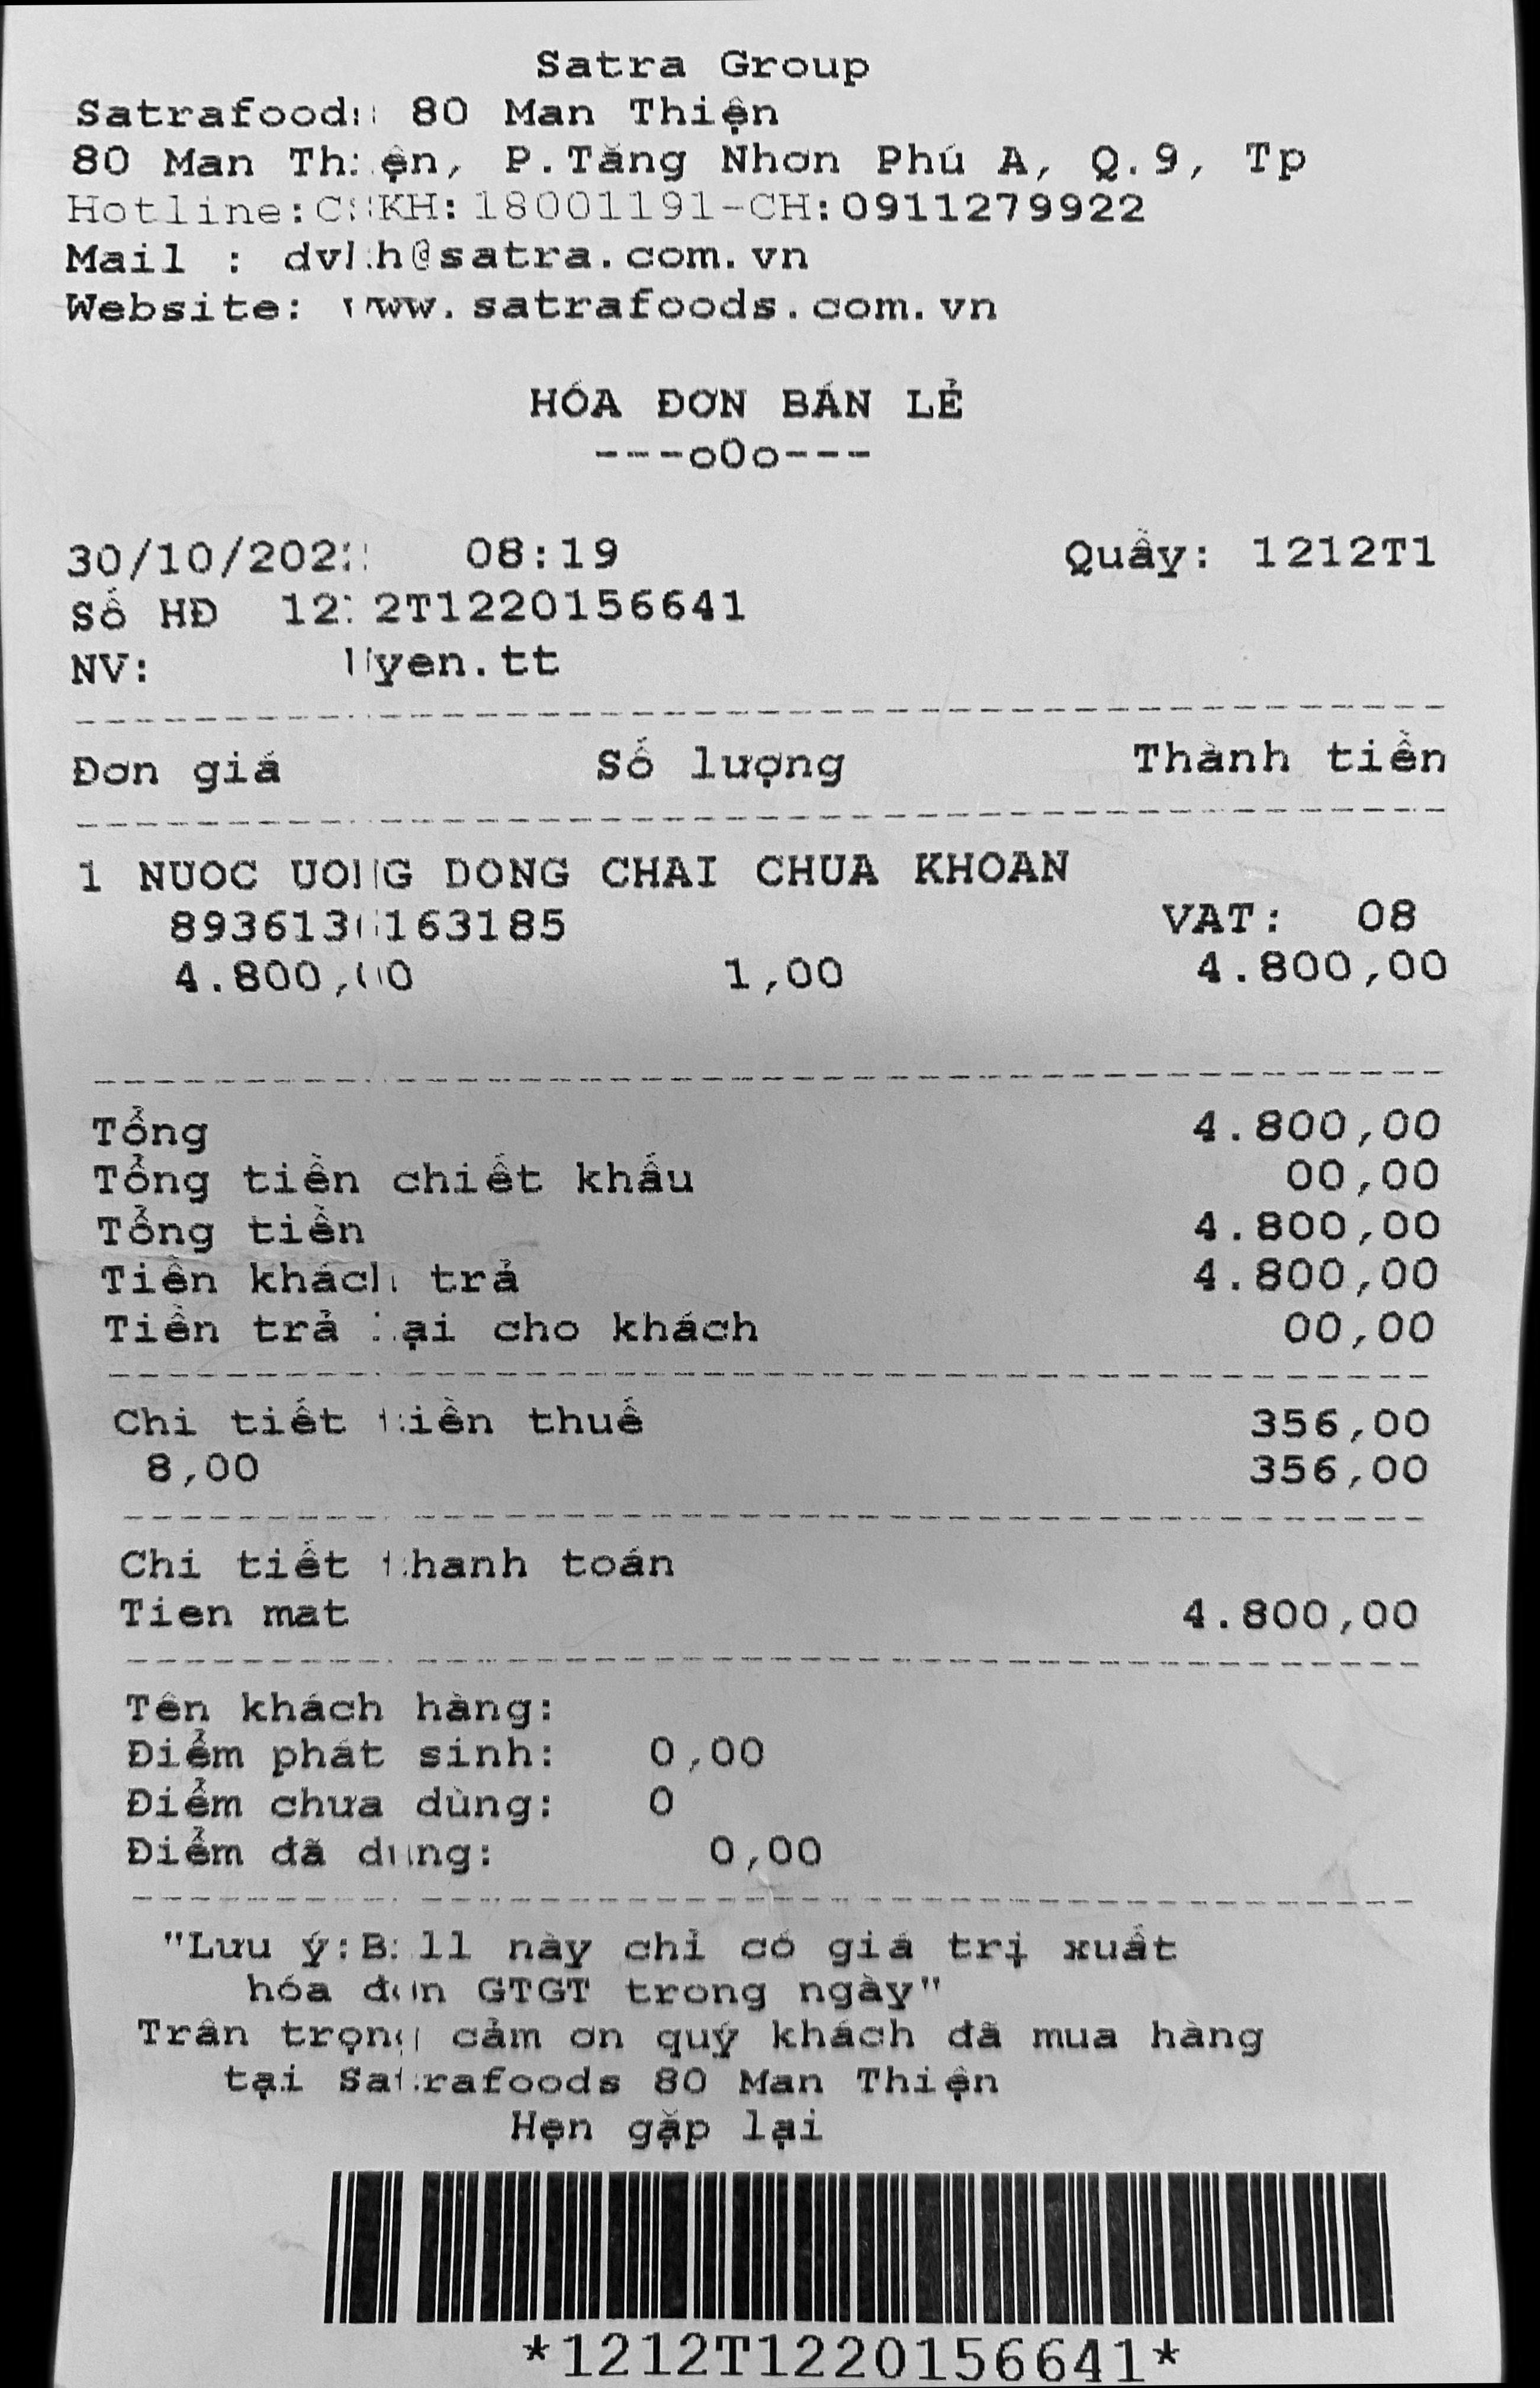 Satra Group
Satrafoods 80 Man Thiện
80 Man Thiện, P.Tăng Nhơn Phú A, Q.9, Tp
Hotline:CSKH:18001191-CH:0911279922
Mail : dvkh@satra.com.vn
Website: www.satrafoods.com.vn
HÓA ĐƠN BÁN LẺ
---oOo---
08:19 Quầy: 1212T1
Số HĐ 1212T1220156641
NV: Uyen.tt
Đơn giá Số lượng Thành tiền
1 NUOC UONG DONG CHAI CHUA KHOAN
VAT: 08
4.800,00 1,00 4.800,00
Tổng 4.800,00
Tổng tiền chiết khấu 00,00
Tổng tiền 4.800,00
Tiền khách trả 4.800,00
Tiền trả lại cho khách 00,00
Chi tiết tiền thuế 356,00
8,00 356,00
Chi tiết thanh toán
Tien mat 4.800,00
Tên khách hàng:
Điểm phát sinh: 0,00
Điểm chưa dùng: 0
Điểm đã dùng: 0,00
"Lưu ý:Bill này chỉ có giá trị xuất
hóa đơn GTGT trong ngày"
Trân trọng cảm ơn quý khách đã mua hàng
tại Satrafoods 80 Man Thiện
Hẹn gặp lại
*1212T1220156641*